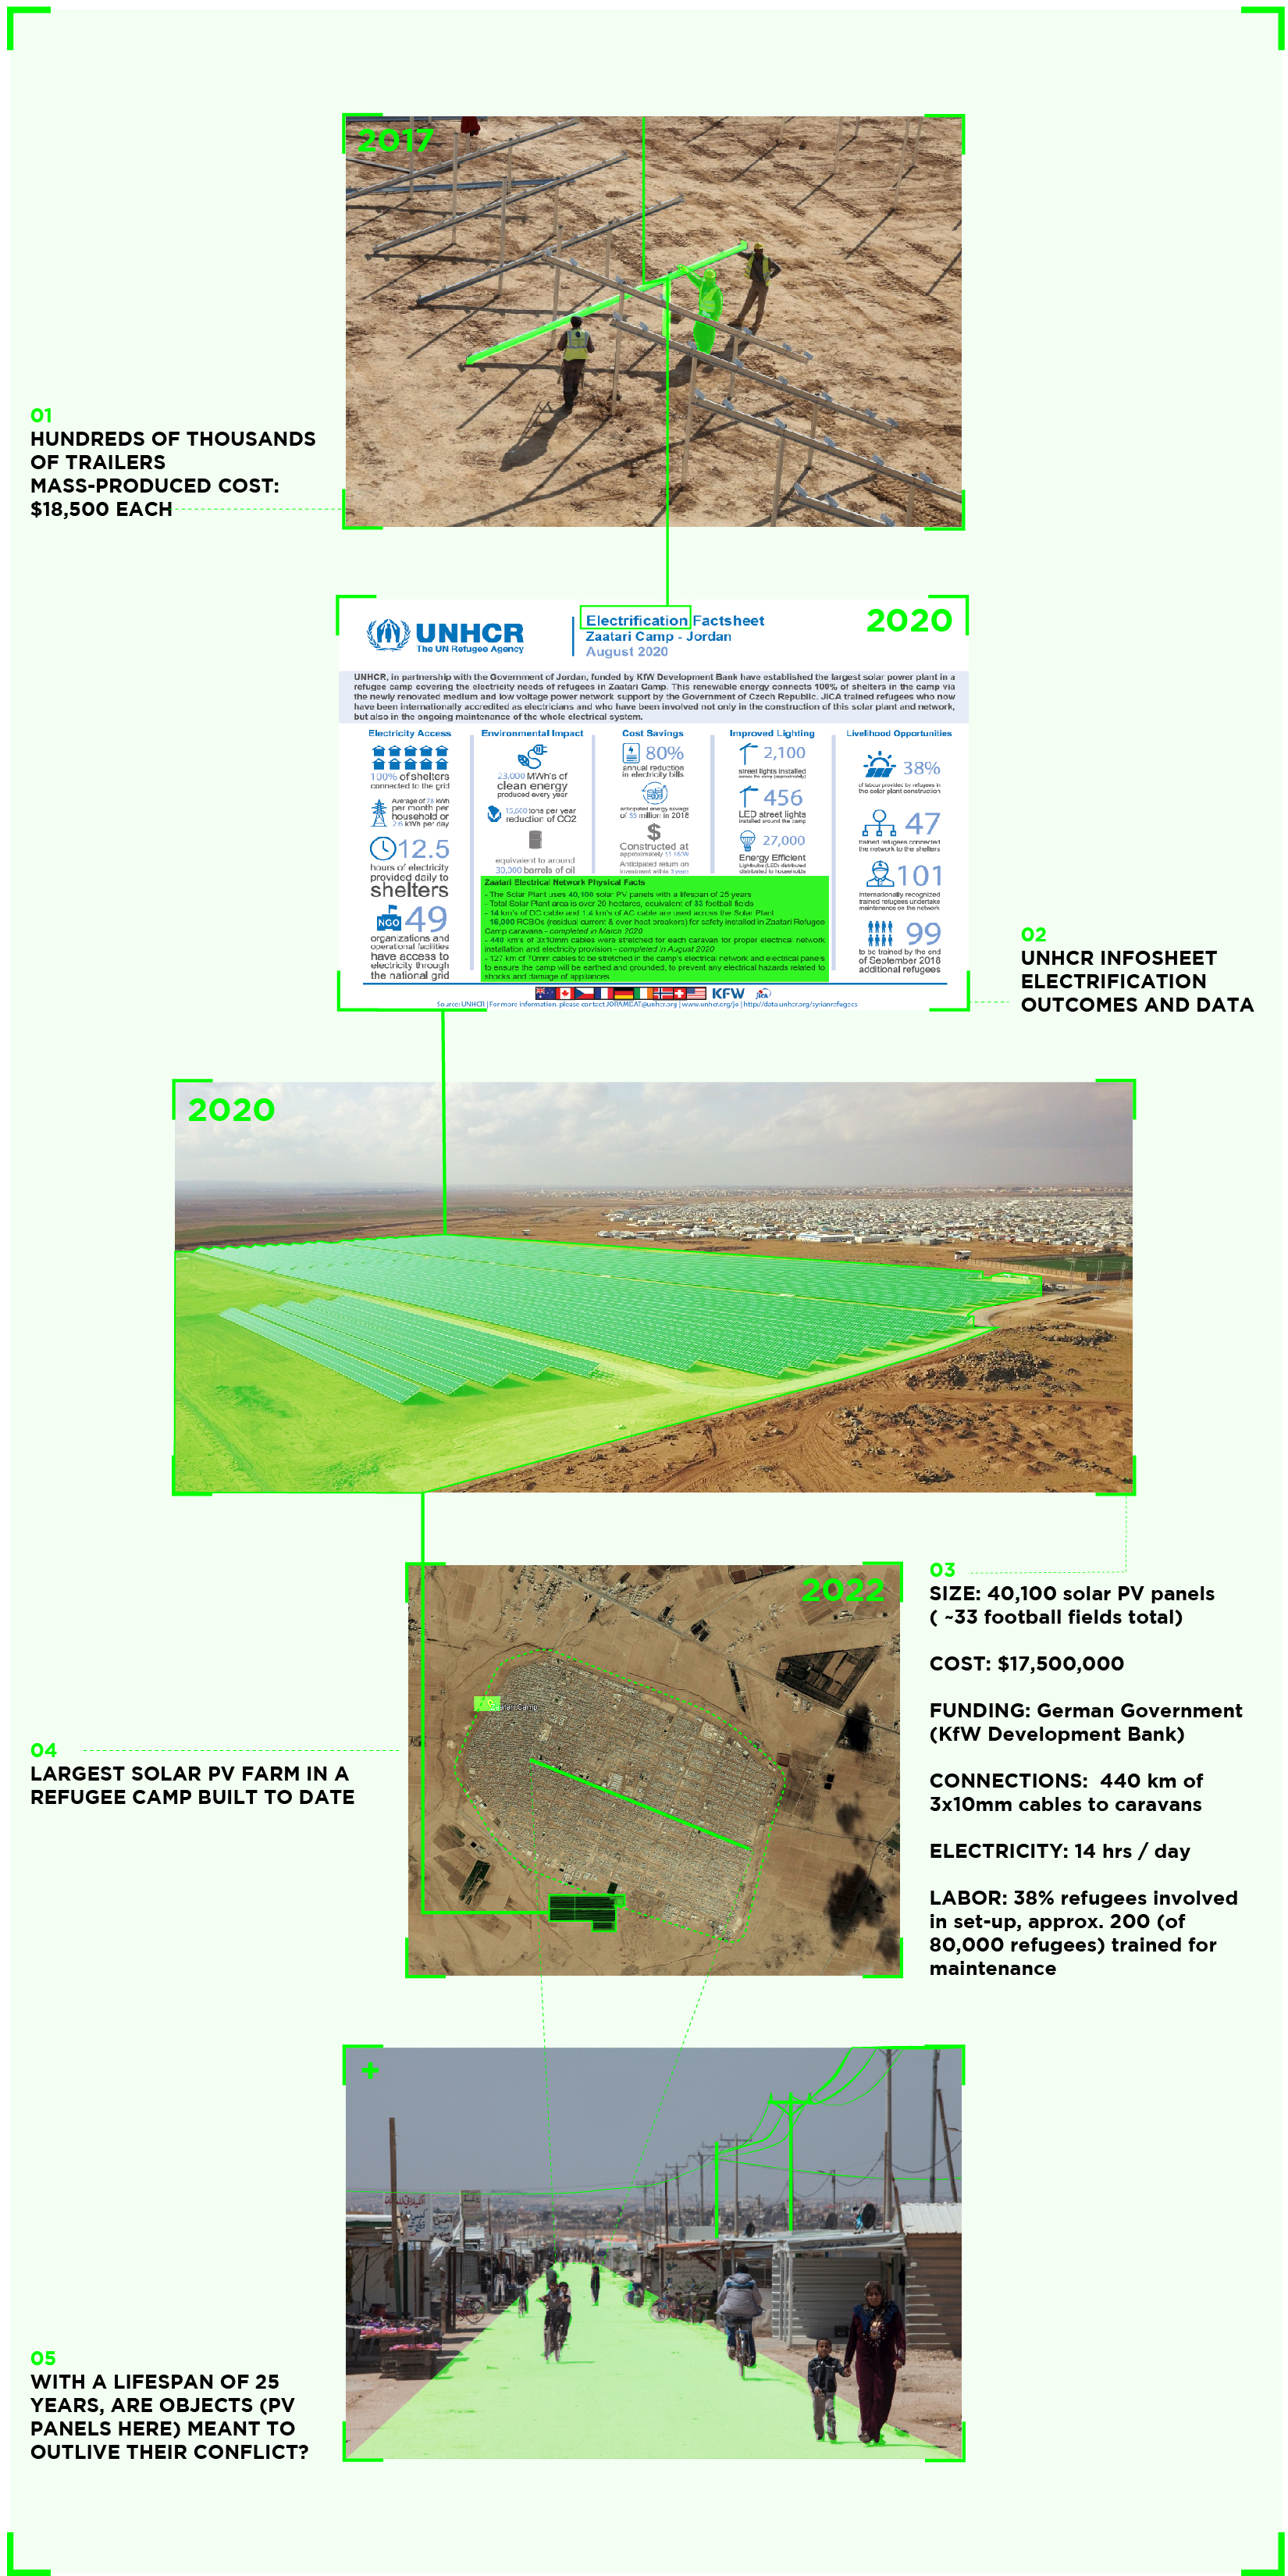 2017
01
HUNDREDS OF THOUSANDS
OF TRAILERS
MASS-PRODUCED COST:
$18,500 EACH
UNHCR
The UN Refugee Agency
Electrification Factsheet
Zaatari Camp - Jordan
August 2020
2020
UNHCR, in partnership with the Government of Jordan, funded by KfW Development Bank have established the largest solar power plant in a
refugee camp covering the electricity needs of refugees in Zaatari Camp. This renewable energy connects 100% of shelters in the camp via
the newly renovated medium and low voltage power network support by the Government of Czech Republic. JICA trained refugees who now
have been internationally accredited as electricians and who have been involved not only in the construction of this solar plant and network,
but also in the ongoing maintenance of the whole electrical system.
Electricity Access
100% of shelters
connected to the grid
Average of 78 kWh
per month per
household or
2.6 kWh per day
12.5
hours of electricity
provided daily to
shelters
NGO 49
organizations and
operational facilities
have access to
electricity through
the national grid
Environmental Impact
23,000 MWh's of
clean energy
produced every year
15,600 tons per year
reduction of CO2
equivalent to around
30,000 barrels of oil
Cost Savings
80%
annual reduction
in electricity bills
anticipated energy savings
of $5 million in 2018
$
Constructed at
approximately
Anticipated return on
investment within 3 years
Improved Lighting
2,100
street lights installed
across the camp (approximately)
456
LED street lights
installed around the camp
27,000
Energy Efficient
Lightbulbs (LED) distributed
distributed to households
Livelihood Opportunities
38%
of labour provided by refugees in
the solar plant construction
47
trained refugees connected
the network to the shelters
101
Internationally recognized
trained refugees undertake
maintenance on the network
99
to be trained by the end
of September 2018
additional refugees
Zaatari Electrical Network Physical Facts
- The Solar Plant uses 40,100 solar PV panels with a lifespan of 25 years
- Total Solar Plant area is over 20 hectares, equivalent of 33 football fields
- 14 km's of DC cable and 1.4 km's of AC cable are used across the Solar Plant
- 16,000 RCBOs (residual current & over heat breakers) for safety installed in Zaatari Refugee
Camp caravans - completed in March 2020
- 440 km's of 3x10mm cables were stretched for each caravan for proper electrical network
installation and electricity provision - completed in August 2020
- 127 km of 70mm cables to be stretched in the camp's electrical network and electrical panels
to ensure the camp will be earthed and grounded, to prevent any electrical hazards related to
shocks and damage of appliances
KFW
JICA
Source: UNHCR | For more information, please contact JORAMDAT@unhcr.org | www.unhcr.org/jo | http://data.unhcr.org/syrianrefugees
02
UNHCR INFOSHEET
ELECTRIFICATION
OUTCOMES AND DATA
2020
2022
Zaatari Camp
03
SIZE: 40,100 solar PV panels
( ~33 football fields total)
COST: $17,500,000
FUNDING: German Government
(KfW Development Bank)
CONNECTIONS:  440 km of
3x10mm cables to caravans
ELECTRICITY: 14 hrs / day
LABOR: 38% refugees involved
in set-up, approx. 200 (of
80,000 refugees) trained for
maintenance
04
LARGEST SOLAR PV FARM IN A
REFUGEE CAMP BUILT TO DATE
+
05
WITH A LIFESPAN OF 25
YEARS, ARE OBJECTS (PV
PANELS HERE) MEANT TO
OUTLIVE THEIR CONFLICT?